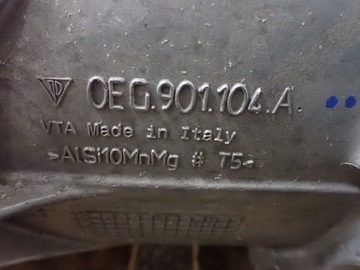 0EG.901.104.A.
VTA Made in Italy
>AlSi10MnMg # T5<